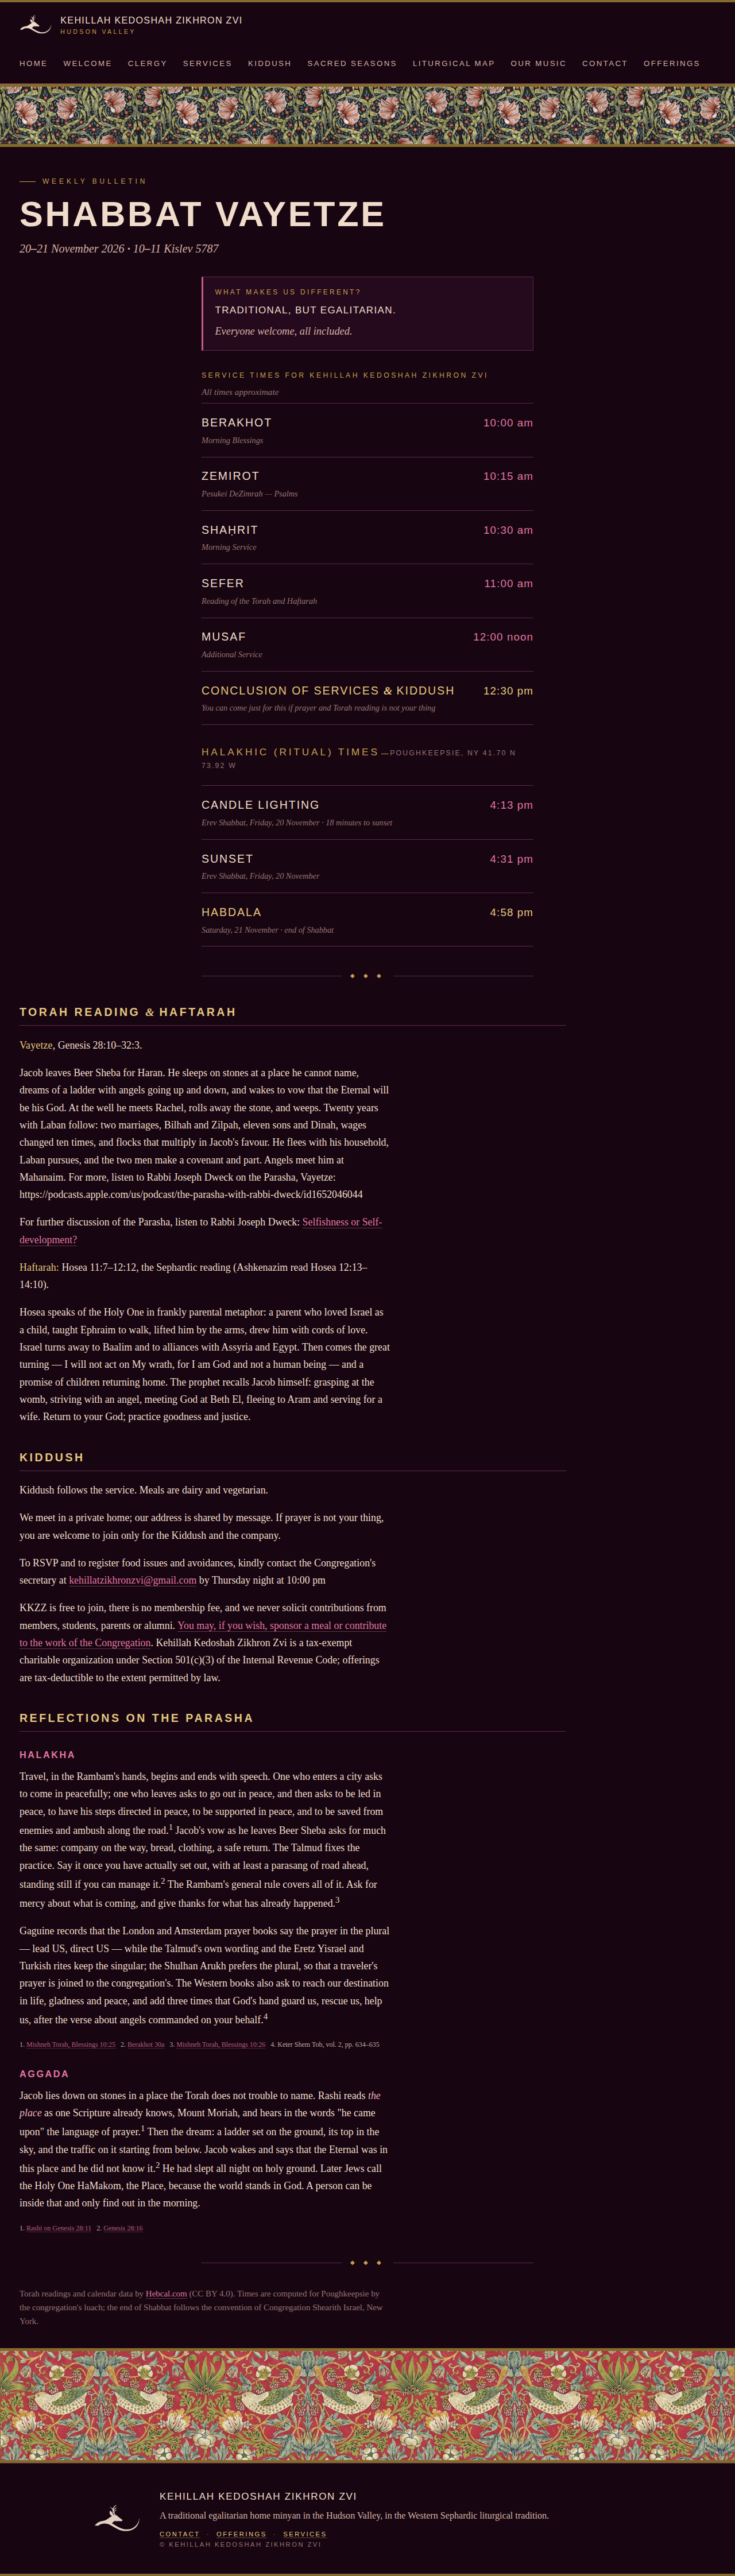 KEHILLAH KEDOSHAH ZIKHRON ZVI
HUDSON VALLEY
HOME WELCOME CLERGY SERVICES KIDDUSH SACRED SEASONS LITURGICAL MAP OUR MUSIC CONTACT OFFERINGS
WEEKLY BULLETIN
SHABBAT VAYETZE
20–21 November 2026 · 10–11 Kislev 5787
WHAT MAKES US DIFFERENT?
TRADITIONAL, BUT EGALITARIAN.
Everyone welcome, all included.
SERVICE TIMES FOR KEHILLAH KEDOSHAH ZIKHRON ZVI
All times approximate
BERAKHOT 10:00 am
Morning Blessings
ZEMIROT 10:15 am
Pesukei DeZimrah — Psalms
SHAḤRIT 10:30 am
Morning Service
SEFER 11:00 am
Reading of the Torah and Haftarah
MUSAF 12:00 noon
Additional Service
CONCLUSION OF SERVICES & KIDDUSH 12:30 pm
You can come just for this if prayer and Torah reading is not your thing
HALAKHIC (RITUAL) TIMES —POUGHKEEPSIE, NY 41.70 N
73.92 W
CANDLE LIGHTING 4:13 pm
Erev Shabbat, Friday, 20 November · 18 minutes to sunset
SUNSET 4:31 pm
Erev Shabbat, Friday, 20 November
HABDALA 4:58 pm
Saturday, 21 November · end of Shabbat
TORAH READING & HAFTARAH
Vayetze, Genesis 28:10–32:3.
Jacob leaves Beer Sheba for Haran. He sleeps on stones at a place he cannot name,
dreams of a ladder with angels going up and down, and wakes to vow that the Eternal will
be his God. At the well he meets Rachel, rolls away the stone, and weeps. Twenty years
with Laban follow: two marriages, Bilhah and Zilpah, eleven sons and Dinah, wages
changed ten times, and flocks that multiply in Jacob's favour. He flees with his household,
Laban pursues, and the two men make a covenant and part. Angels meet him at
Mahanaim. For more, listen to Rabbi Joseph Dweck on the Parasha, Vayetze:
https://podcasts.apple.com/us/podcast/the-parasha-with-rabbi-dweck/id1652046044
For further discussion of the Parasha, listen to Rabbi Joseph Dweck: Selfishness or Self-
development?
Haftarah: Hosea 11:7–12:12, the Sephardic reading (Ashkenazim read Hosea 12:13–
14:10).
Hosea speaks of the Holy One in frankly parental metaphor: a parent who loved Israel as
a child, taught Ephraim to walk, lifted him by the arms, drew him with cords of love.
Israel turns away to Baalim and to alliances with Assyria and Egypt. Then comes the great
turning — I will not act on My wrath, for I am God and not a human being — and a
promise of children returning home. The prophet recalls Jacob himself: grasping at the
womb, striving with an angel, meeting God at Beth El, fleeing to Aram and serving for a
wife. Return to your God; practice goodness and justice.
KIDDUSH
Kiddush follows the service. Meals are dairy and vegetarian.
We meet in a private home; our address is shared by message. If prayer is not your thing,
you are welcome to join only for the Kiddush and the company.
To RSVP and to register food issues and avoidances, kindly contact the Congregation's
secretary at kehillatzikhronzvi@gmail.com by Thursday night at 10:00 pm
KKZZ is free to join, there is no membership fee, and we never solicit contributions from
members, students, parents or alumni. You may, if you wish, sponsor a meal or contribute
to the work of the Congregation. Kehillah Kedoshah Zikhron Zvi is a tax-exempt
charitable organization under Section 501(c)(3) of the Internal Revenue Code; offerings
are tax-deductible to the extent permitted by law.
REFLECTIONS ON THE PARASHA
HALAKHA
Travel, in the Rambam's hands, begins and ends with speech. One who enters a city asks
to come in peacefully; one who leaves asks to go out in peace, and then asks to be led in
peace, to have his steps directed in peace, to be supported in peace, and to be saved from
enemies and ambush along the road.1 Jacob's vow as he leaves Beer Sheba asks for much
the same: company on the way, bread, clothing, a safe return. The Talmud fixes the
practice. Say it once you have actually set out, with at least a parasang of road ahead,
standing still if you can manage it.2 The Rambam's general rule covers all of it. Ask for
mercy about what is coming, and give thanks for what has already happened.3
Gaguine records that the London and Amsterdam prayer books say the prayer in the plural
— lead US, direct US — while the Talmud's own wording and the Eretz Yisrael and
Turkish rites keep the singular; the Shulhan Arukh prefers the plural, so that a traveler's
prayer is joined to the congregation's. The Western books also ask to reach our destination
in life, gladness and peace, and add three times that God's hand guard us, rescue us, help
us, after the verse about angels commanded on your behalf.4
1. Mishneh Torah, Blessings 10:25 2. Berakhot 30a 3. Mishneh Torah, Blessings 10:26 4. Keter Shem Tob, vol. 2, pp. 634–635
AGGADA
Jacob lies down on stones in a place the Torah does not trouble to name. Rashi reads the
place as one Scripture already knows, Mount Moriah, and hears in the words "he came
upon" the language of prayer.1 Then the dream: a ladder set on the ground, its top in the
sky, and the traffic on it starting from below. Jacob wakes and says that the Eternal was in
this place and he did not know it.2 He had slept all night on holy ground. Later Jews call
the Holy One HaMakom, the Place, because the world stands in God. A person can be
inside that and only find out in the morning.
1. Rashi on Genesis 28:11 2. Genesis 28:16
Torah readings and calendar data by Hebcal.com (CC BY 4.0). Times are computed for Poughkeepsie by
the congregation's luach; the end of Shabbat follows the convention of Congregation Shearith Israel, New
York.
KEHILLAH KEDOSHAH ZIKHRON ZVI
A traditional egalitarian home minyan in the Hudson Valley, in the Western Sephardic liturgical tradition.
CONTACT · OFFERINGS · SERVICES
© KEHILLAH KEDOSHAH ZIKHRON ZVI